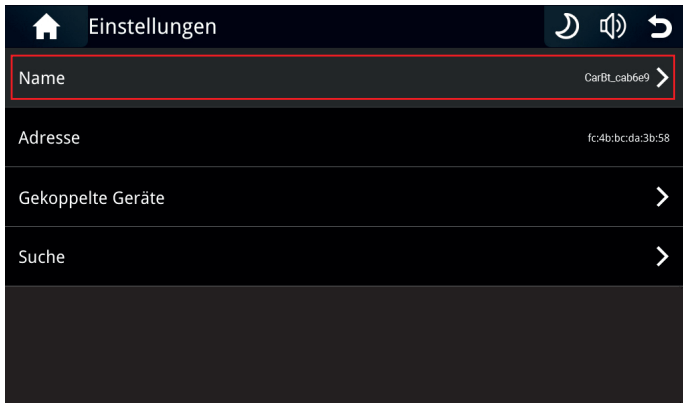 Einstellungen
Name CarBt_cab6e9
Adresse fc:4b:bc:da:3b:58
Gekoppelte Geräte
Suche